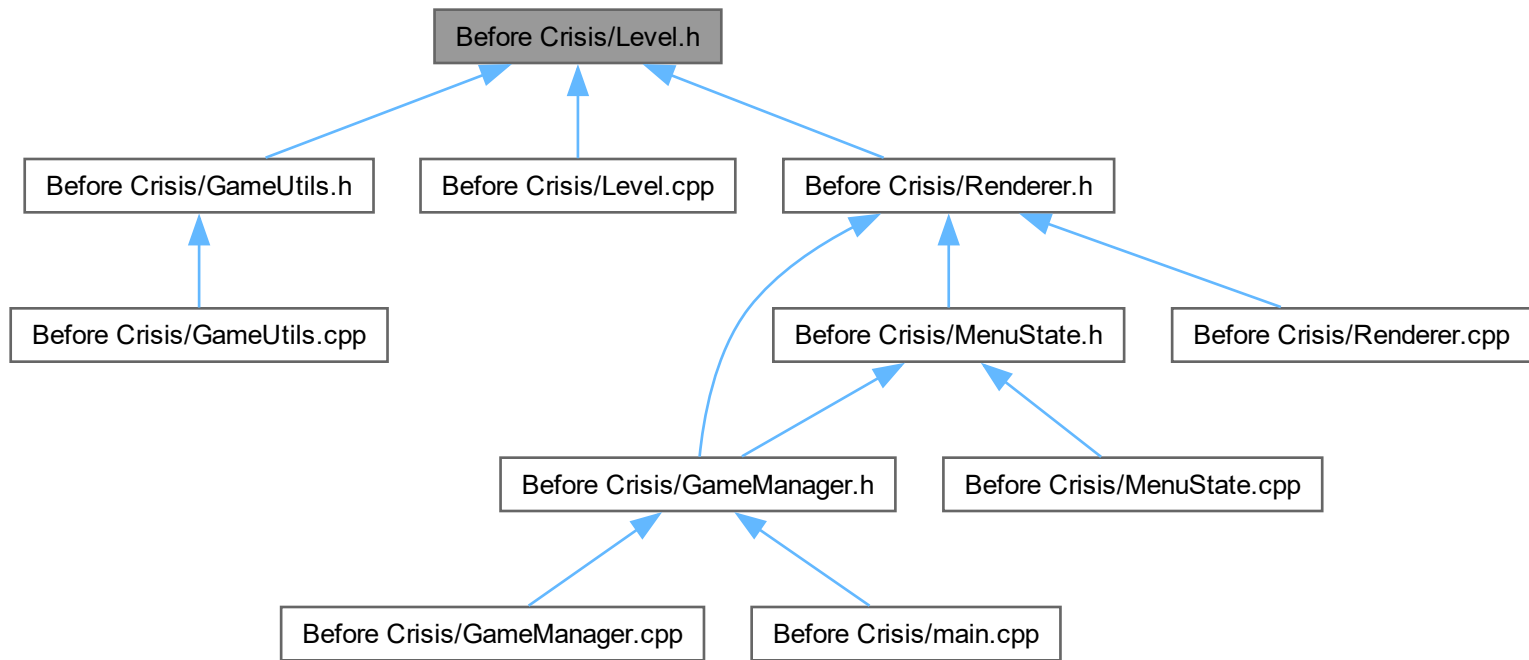 Before Crisis/Level.h
Before Crisis/GameUtils.h
Before Crisis/Level.cpp
Before Crisis/Renderer.h
Before Crisis/GameUtils.cpp
Before Crisis/MenuState.h
Before Crisis/Renderer.cpp
Before Crisis/GameManager.h
Before Crisis/MenuState.cpp
Before Crisis/GameManager.cpp
Before Crisis/main.cpp